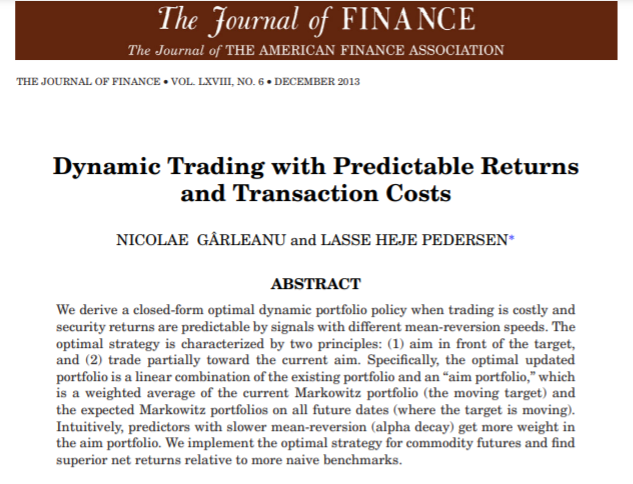 The Journal of FINANCE
The Journal of THE AMERICAN FINANCE ASSOCIATION
THE JOURNAL OF FINANCE • VOL. LXVIII, NO. 6 • DECEMBER 2013
Dynamic Trading with Predictable Returns
and Transaction Costs
NICOLAE GÂRLEANU and LASSE HEJE PEDERSEN*
ABSTRACT
We derive a closed-form optimal dynamic portfolio policy when trading is costly and
security returns are predictable by signals with different mean-reversion speeds. The
optimal strategy is characterized by two principles: (1) aim in front of the target,
and (2) trade partially toward the current aim. Specifically, the optimal updated
portfolio is a linear combination of the existing portfolio and an “aim portfolio,” which
is a weighted average of the current Markowitz portfolio (the moving target) and
the expected Markowitz portfolios on all future dates (where the target is moving).
Intuitively, predictors with slower mean-reversion (alpha decay) get more weight in
the aim portfolio. We implement the optimal strategy for commodity futures and find
superior net returns relative to more naive benchmarks.